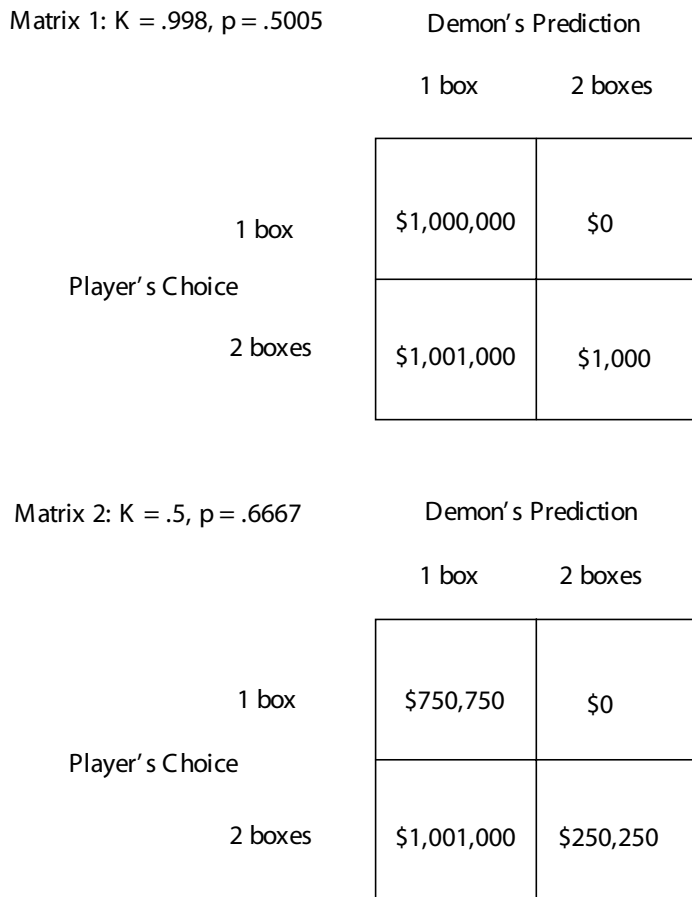 Matrix 1: K = .998, p = .5005 Demon's Prediction
1 box 2 boxes
1 box $1,000,000 $0
Player's Choice
2 boxes $1,001,000 $1,000
Matrix 2: K = .5, p = .6667 Demon's Prediction
1 box 2 boxes
1 box $750,750 $0
Player's Choice
2 boxes $1,001,000 $250,250